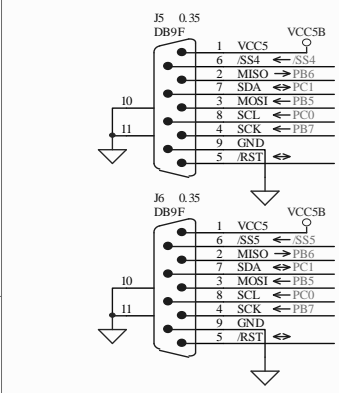 J5 0.35
DB9F
VCC5B
1 VCC5
6 /SS4 /SS4
2 MISO PB6
7 SDA PC1
3 MOSI PB5
8 SCL PC0
4 SCK PB7
9 GND
5 /RST
10
11
J6 0.35
DB9F
VCC5B
1 VCC5
6 /SS5 /SS5
2 MISO PB6
7 SDA PC1
3 MOSI PB5
8 SCL PC0
4 SCK PB7
9 GND
5 /RST
10
11